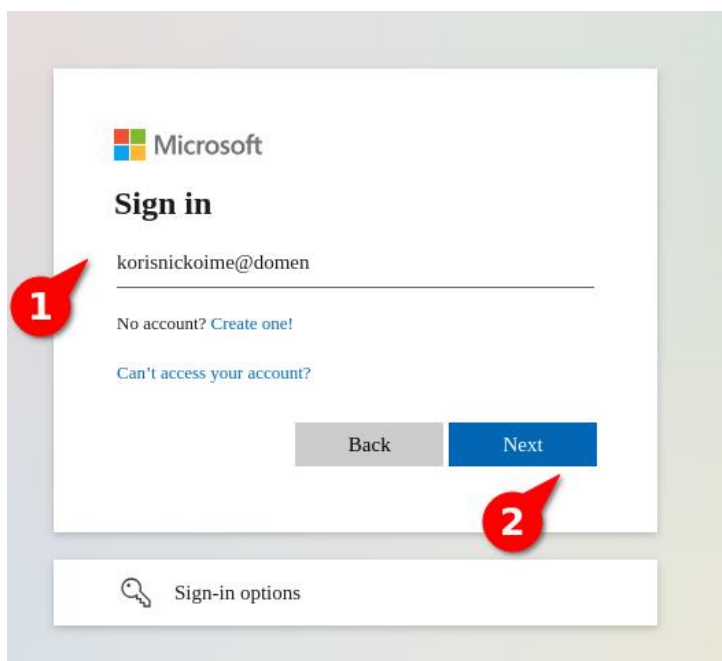 Microsoft
Sign in
korisnickoime@domen
1
No account? Create one!
Can't access your account?
Back Next
2
Sign-in options